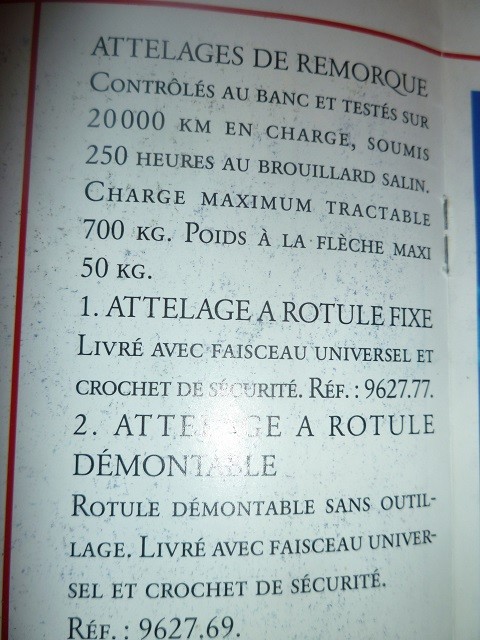 ATTELAGES DE REMORQUE
CONTRÔLÉS AU BANC ET TESTÉS SUR
20000 KM EN CHARGE, SOUMIS
250 HEURES AU BROUILLARD SALIN.
CHARGE MAXIMUM TRACTABLE
700 KG. POIDS À LA FLÈCHE MAXI
50 KG.
1. ATTELAGE A ROTULE FIXE
LIVRÉ AVEC FAISCEAU UNIVERSEL ET
CROCHET DE SÉCURITÉ. RÉF. : 9627.77.
2. ATTELAGE A ROTULE
DÉMONTABLE
ROTULE DÉMONTABLE SANS OUTIL-
LAGE. LIVRÉ AVEC FAISCEAU UNIVER-
SEL ET CROCHET DE SÉCURITÉ.
RÉF. : 9627.69.